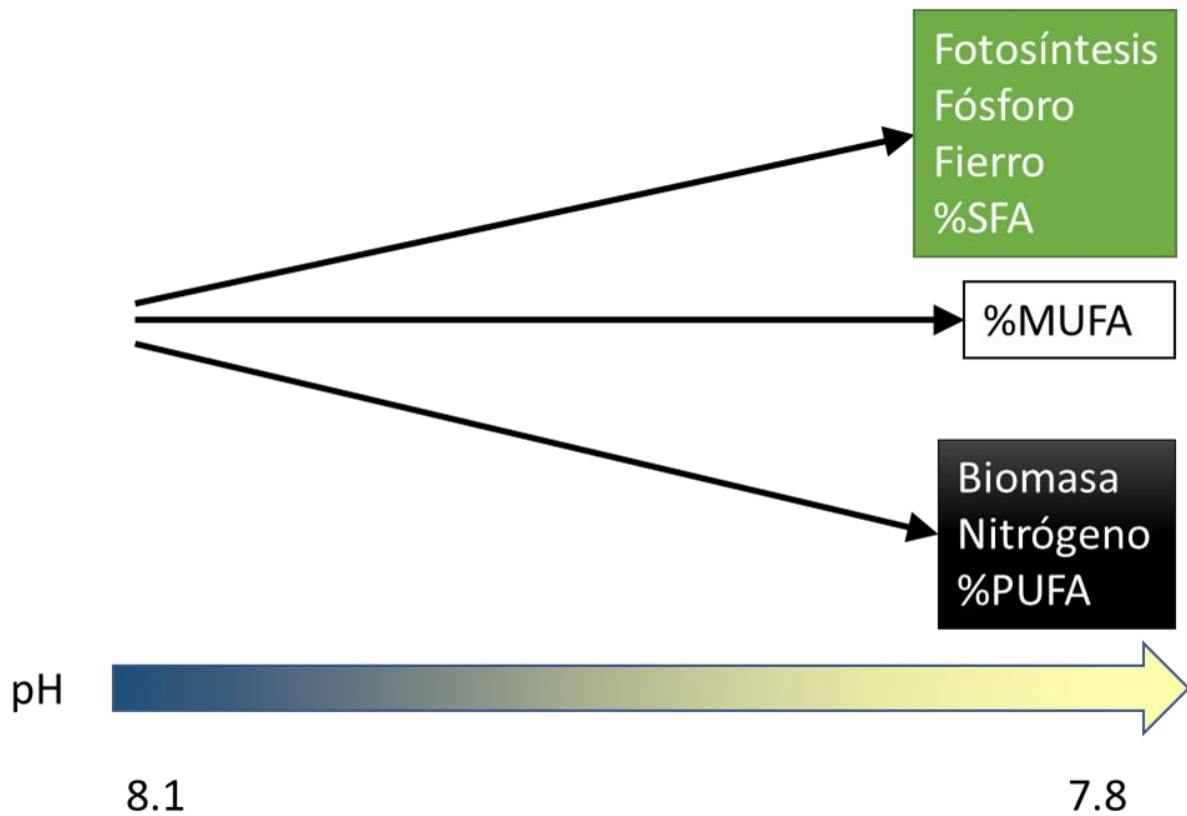 Fotosíntesis
Fósforo
Fierro
%SFA
%MUFA
Biomasa
Nitrógeno
%PUFA
pH
8.1
7.8